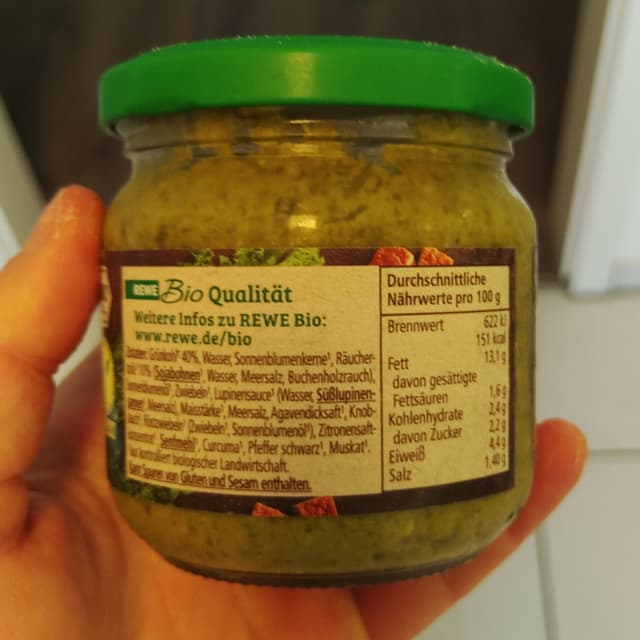 REWE Bio Qualität
Weitere Infos zu REWE Bio:
www.rewe.de/bio
Grünkohl¹ 40%, Wasser, Sonnenblumenkerne¹, Räucher-
10% (Sojabohnen¹, Wasser, Meersalz, Buchenholzrauch),
Zwiebeln¹, Lupinensauce¹ (Wasser, Süßlupinen-
Meersalz), Maisstärke¹, Meersalz, Agavendicksaft¹, Knob-
Röstzwiebeln¹ (Zwiebeln¹, Sonnenblumenöl¹), Zitronensaft-
Senfmehl¹, Curcuma¹, Pfeffer schwarz¹, Muskat¹.
kontrolliert biologischer Landwirtschaft.
Kann Spuren von Gluten und Sesam enthalten.
Durchschnittliche
Nährwerte pro 100 g
Brennwert 622 kJ
151 kcal
Fett 13,1 g
davon gesättigte
Fettsäuren 1,6 g
Kohlenhydrate 2,4 g
davon Zucker 2,2 g
Eiweiß 4,4 g
Salz 1,40 g